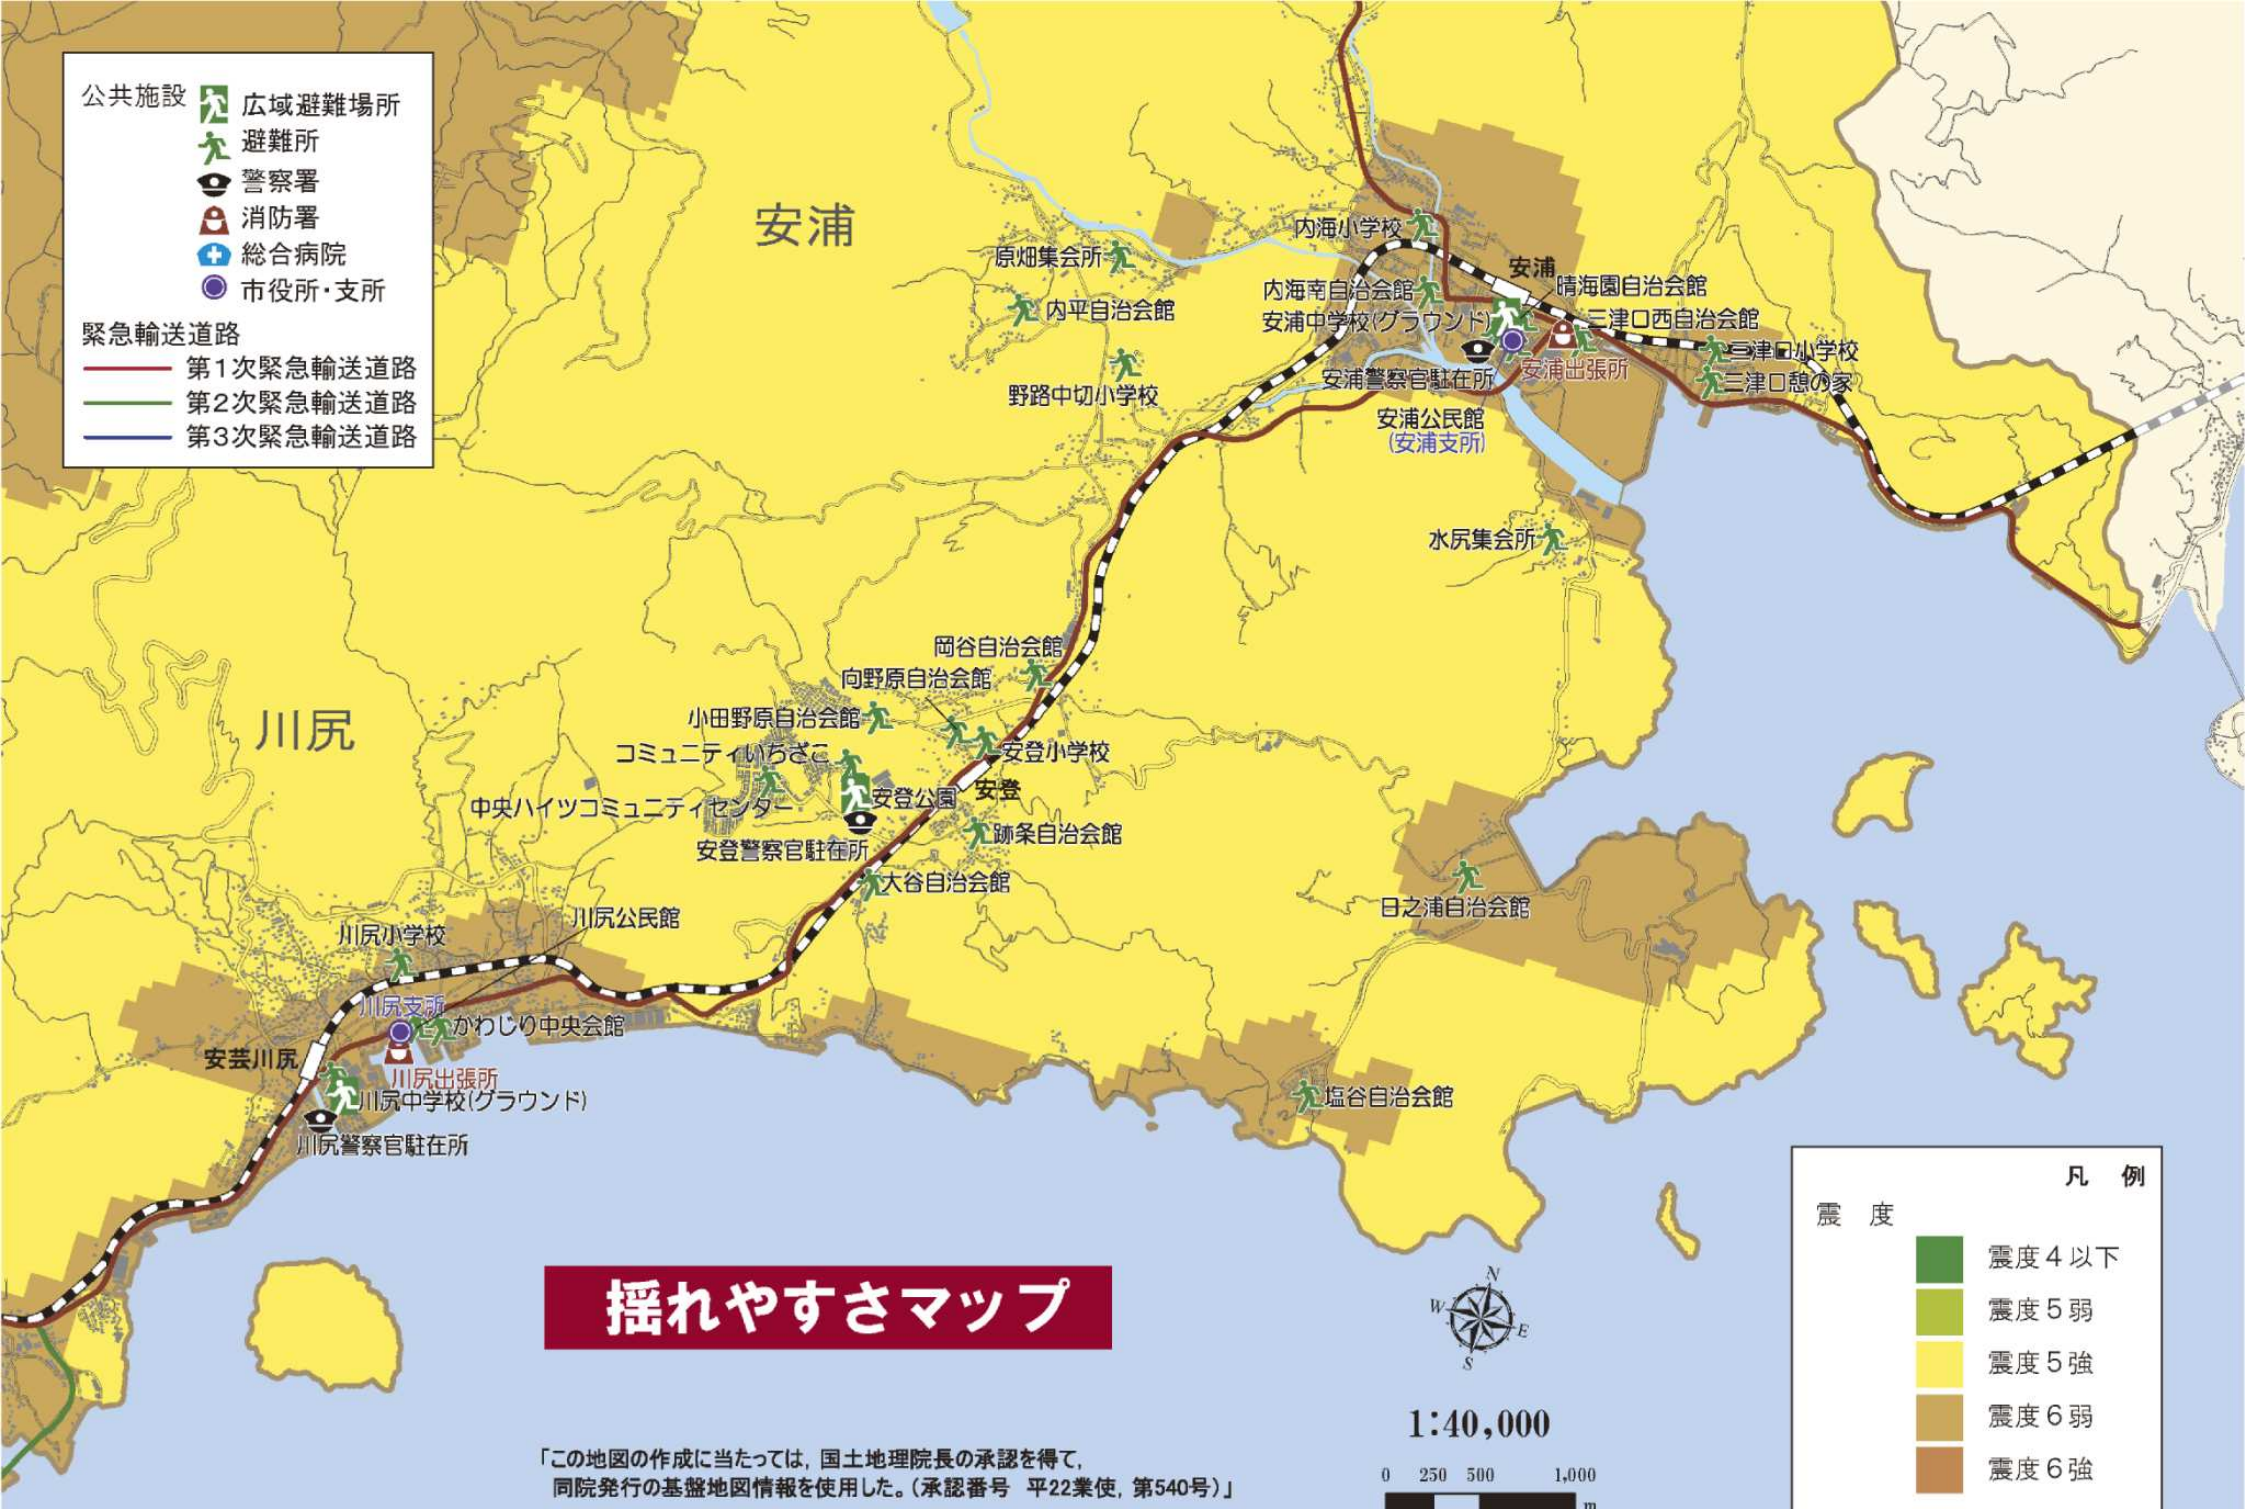 公共施設
広域避難場所
避難所
警察署
消防署
総合病院
市役所・支所
緊急輸送道路
第1次緊急輸送道路
第2次緊急輸送道路
第3次緊急輸送道路
安浦
内海小学校
原畑集会所
安浦
晴海園自治会館
内海南自治会館
内平自治会館
安浦中学校(グラウンド)
三津口西自治会館
三津口小学校
安浦出張所
安浦警察官駐在所
三津口憩の家
野路中切小学校
安浦公民館
(安浦支所)
水尻集会所
岡谷自治会館
向野原自治会館
小田野原自治会館
川尻
コミュニティいちざこ
安登小学校
安登
中央ハイツコミュニティセンター
安登公園
跡条自治会館
安登警察官駐在所
大谷自治会館
日之浦自治会館
川尻公民館
川尻小学校
川尻支所
かわじり中央会館
安芸川尻
川尻出張所
川尻中学校(グラウンド)
塩谷自治会館
川尻警察官駐在所
凡 例
震 度
震度4以下
震度5弱
震度5強
震度6弱
震度6強
揺れやすさマップ
N
W
E
S
1:40,000
0 250 500 1,000
m
「この地図の作成に当たっては, 国土地理院長の承認を得て,
同院発行の基盤地図情報を使用した。(承認番号 平22業使, 第540号)」